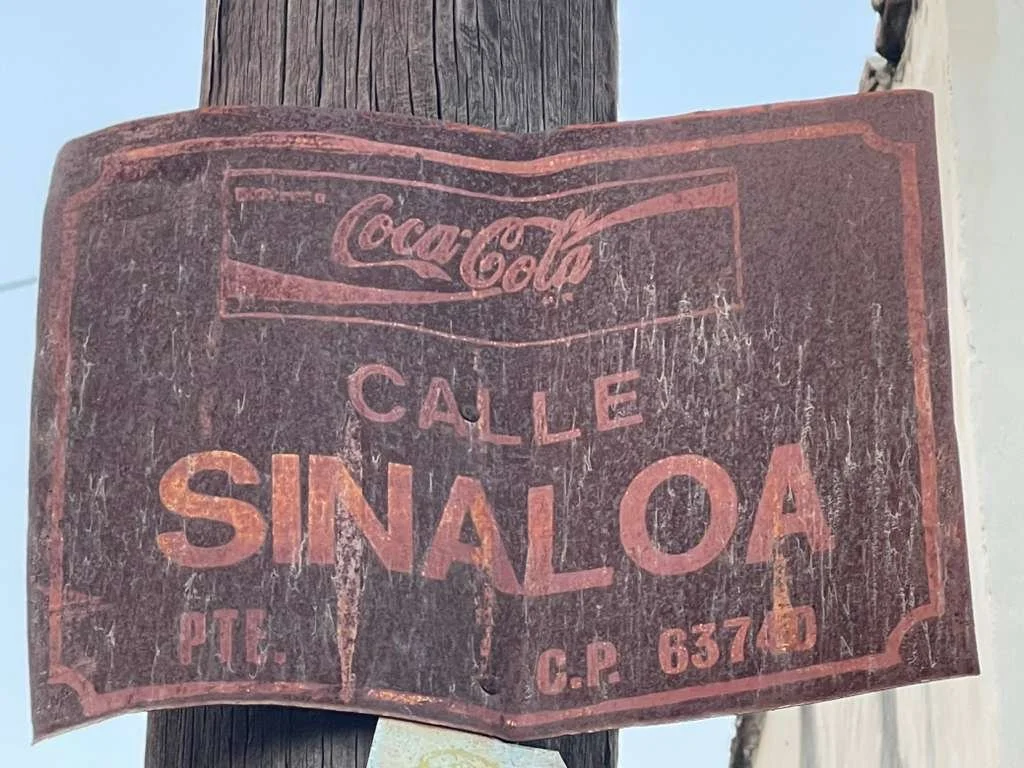 Coca-Cola
CALLE
SINALOA
PTE. C.P. 63740